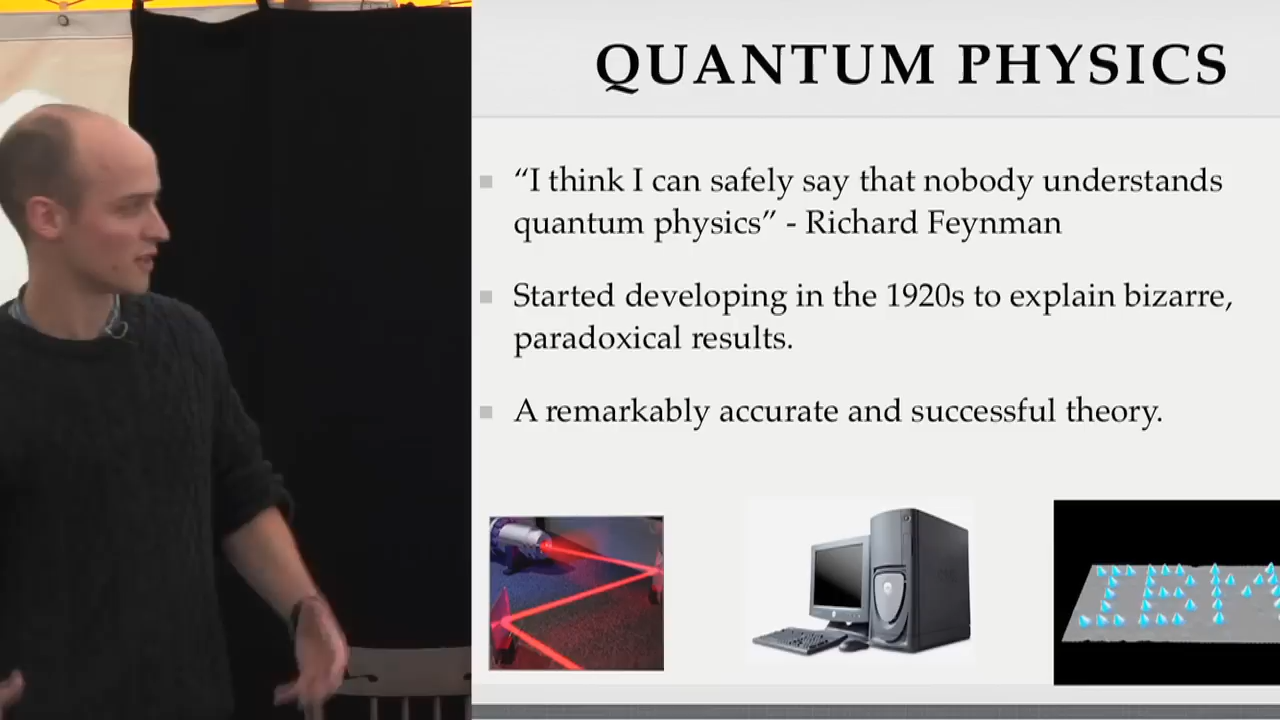 QUANTUM PHYSICS
“I think I can safely say that nobody understands
quantum physics” - Richard Feynman
Started developing in the 1920s to explain bizarre,
paradoxical results.
A remarkably accurate and successful theory.
IBM